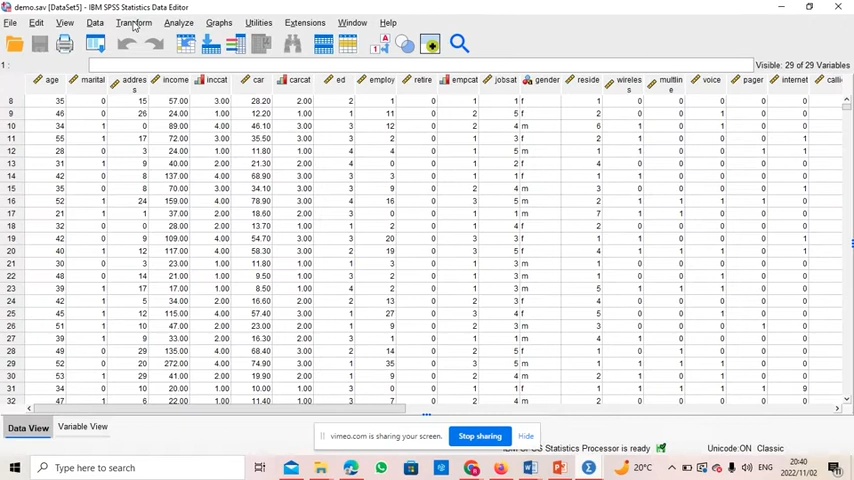 demo.sav [DataSet5] - IBM SPSS Statistics Data Editor
File Edit View Data Transform Analyze Graphs Utilities Extensions Window Help
1 : Visible: 29 of 29 Variables
age marital addres s income inccat car carcat ed employ retire empcat jobsat gender reside wireles s multline voice pager internet
8 35 0 15 57.00 3.00 28.20 2.00 2 1 0 1 1 f 1 0 0 0 0 0
9 46 0 26 24.00 1.00 12.20 1.00 1 11 0 2 5 f 2 0 0 1 0 0
10 34 1 0 89.00 4.00 46.10 3.00 3 12 0 2 4 m 6 1 0 1 0 0
11 55 1 17 72.00 3.00 35.50 3.00 3 2 0 1 3 f 2 0 0 0 0 0
12 28 0 3 24.00 1.00 11.80 1.00 4 4 0 1 5 m 1 0 0 0 1 1
13 31 1 9 40.00 2.00 21.30 2.00 4 0 0 1 2 f 4 0 0 0 0 0
14 42 0 8 137.00 4.00 68.90 3.00 3 3 0 1 1 f 1 0 0 0 0 1
15 35 0 8 70.00 3.00 34.10 3.00 3 9 0 2 4 m 3 0 1 0 0 0
16 52 1 24 159.00 4.00 78.90 3.00 4 16 0 3 5 m 2 1 1 1 1 0
17 21 1 1 37.00 2.00 18.60 2.00 3 0 0 1 1 m 7 1 1 0 0 0
18 32 0 0 28.00 2.00 13.70 1.00 1 2 0 1 4 f 2 0 0 0 0 0
19 42 0 9 109.00 4.00 54.70 3.00 3 20 0 3 3 f 1 1 0 0 0 1
20 40 1 12 117.00 4.00 58.30 3.00 2 19 0 3 5 f 4 1 1 1 0 1
21 30 0 3 23.00 1.00 11.80 1.00 1 3 0 1 3 m 1 0 0 0 0 0
22 48 0 14 21.00 1.00 9.50 1.00 3 2 0 1 3 m 1 0 0 0 0 0
23 39 1 17 17.00 1.00 8.50 1.00 4 2 0 1 1 m 5 1 1 1 0 0
24 42 1 5 34.00 2.00 16.60 2.00 2 13 0 2 3 f 4 0 0 0 0 0
25 45 1 12 115.00 4.00 57.40 3.00 4 27 0 3 4 m 5 0 1 0 0 0
26 51 1 10 47.00 2.00 23.00 2.00 1 9 0 2 3 m 3 0 0 0 1 0
27 39 1 9 33.00 2.00 16.30 2.00 3 1 0 1 1 m 4 1 0 0 0 0
28 49 0 29 135.00 4.00 68.40 3.00 2 14 0 2 5 f 1 0 1 0 0 0
29 52 0 20 272.00 4.00 74.90 3.00 1 35 0 3 5 m 1 0 1 0 0 0
30 53 1 29 41.00 2.00 19.90 2.00 1 9 0 2 4 m 2 0 0 0 0 0
31 34 0 10 20.00 1.00 10.00 1.00 3 0 0 1 1 f 1 0 0 1 0 9
32 47 1 6 22.00 1.00 11.40 1.00 3 7 0 2 4 m 2 0 1 0 0 0
Data View Variable View
vimeo.com is sharing your screen. Stop sharing Hide
Statistics Processor is ready Unicode:ON Classic
Type here to search 20°C ENG 20:40 2022/11/02